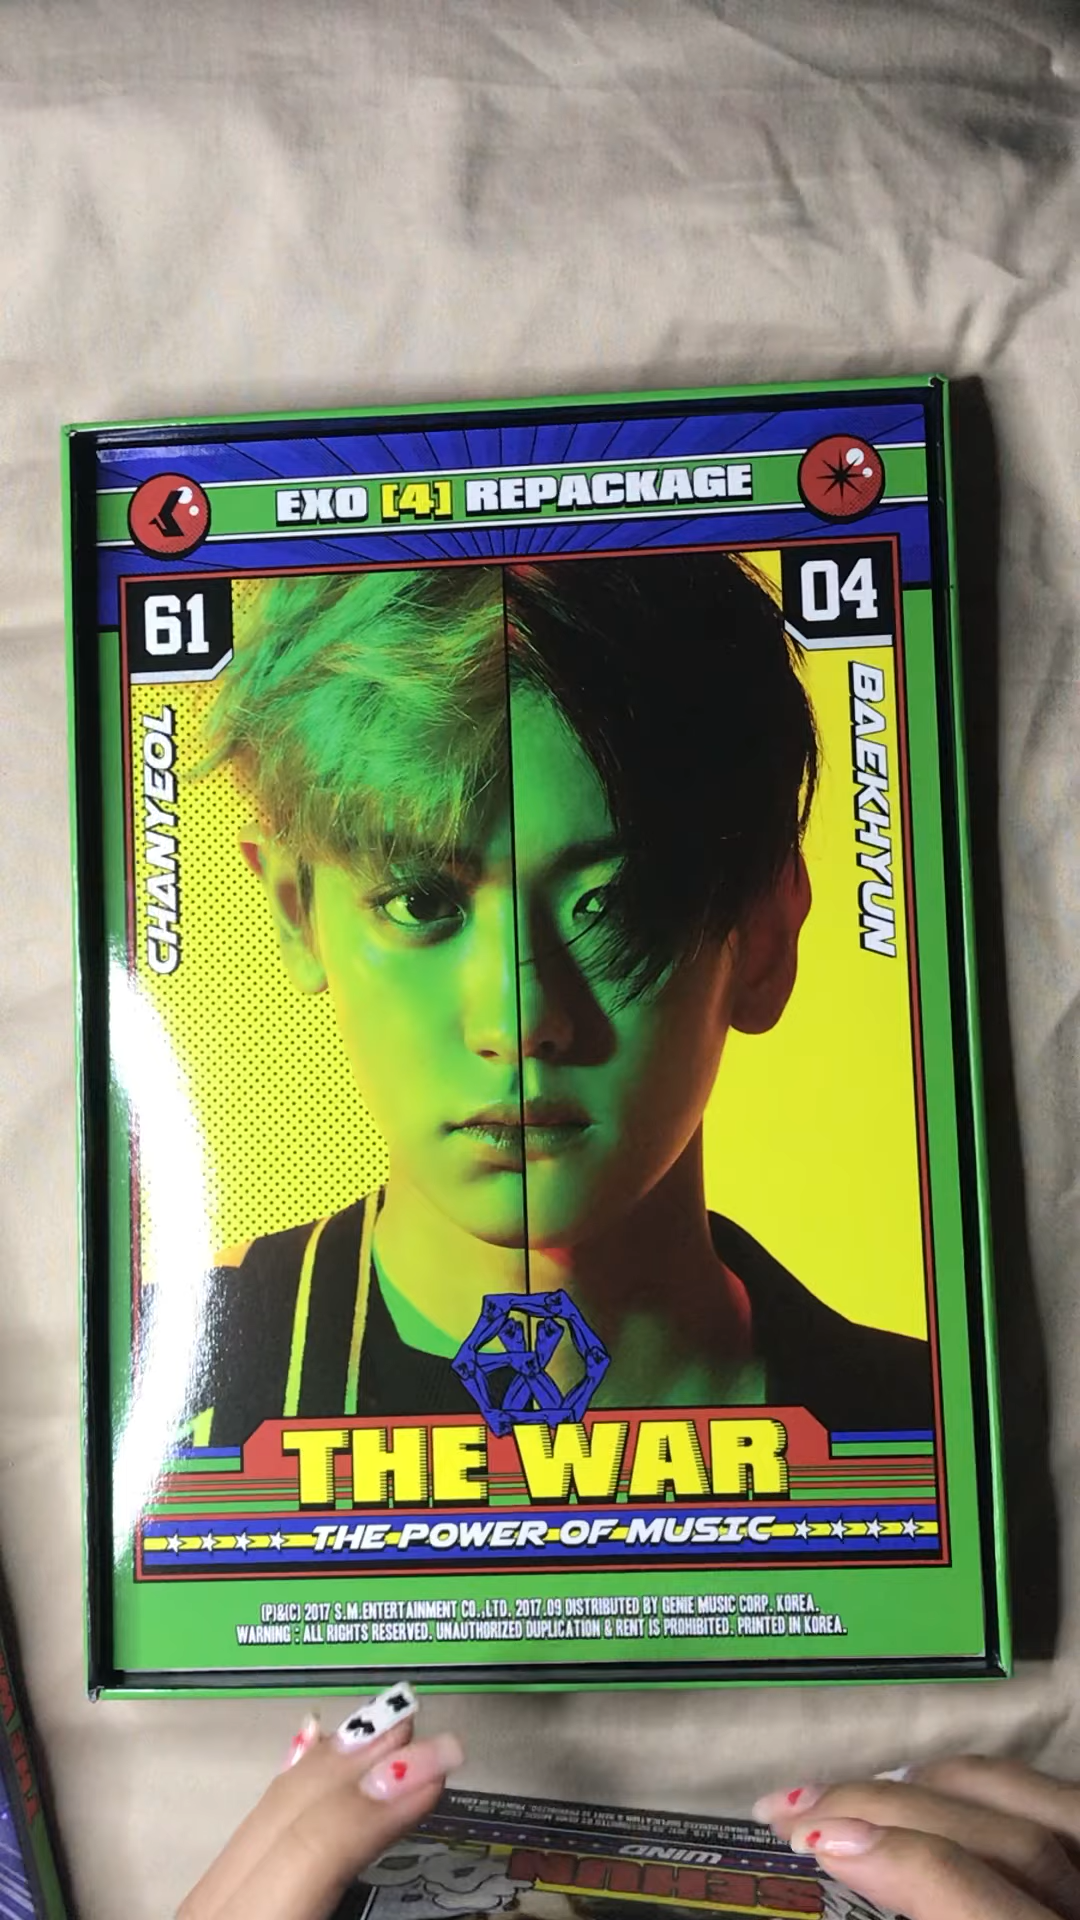 EXO [4] REPACKAGE
61
04
CHANYEOL
BAEKHYUN
THE WAR
THE POWER OF MUSIC
(P)&(C) 2017 S.M.ENTERTAINMENT CO.,LTD. 2017.09 DISTRIBUTED BY GENIE MUSIC CORP. KOREA.
WARNING : ALL RIGHTS RESERVED. UNAUTHORIZED DUPLICATION & RENT IS PROHIBITED. PRINTED IN KOREA.
WIND
SEHUN